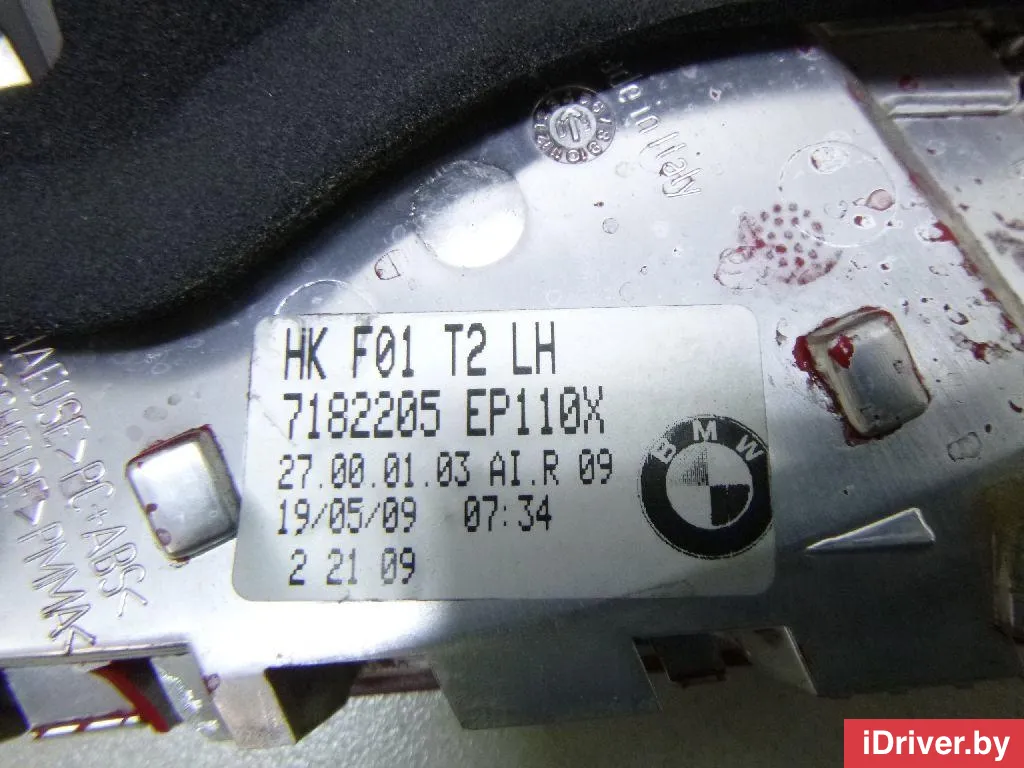 Made in Italy
HK F01 T2 LH
7182205 EP110X
27.00.01.03 AI.R 09
19/05/09 07:34
2 21 09
BMW
>PC+ABS<
>PMMA<
iDriver.by